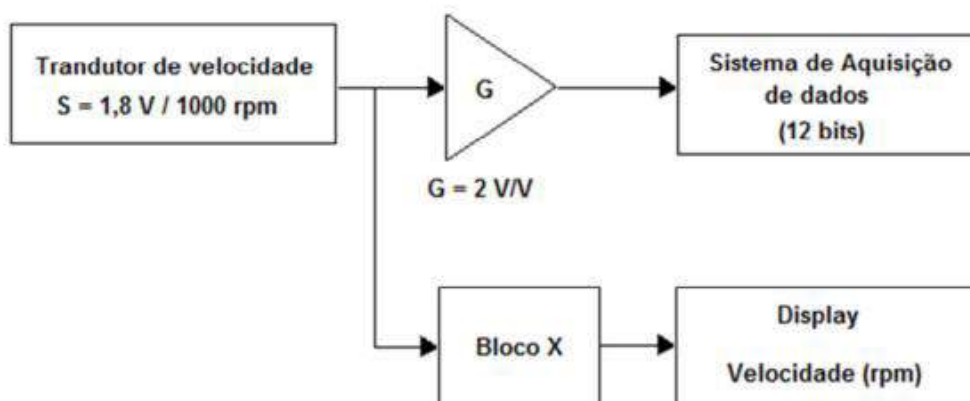 Trandutor de velocidade
S = 1,8 V / 1000 rpm
G
G = 2 V/V
Sistema de Aquisição
de dados
(12 bits)
Bloco X
Display
Velocidade (rpm)